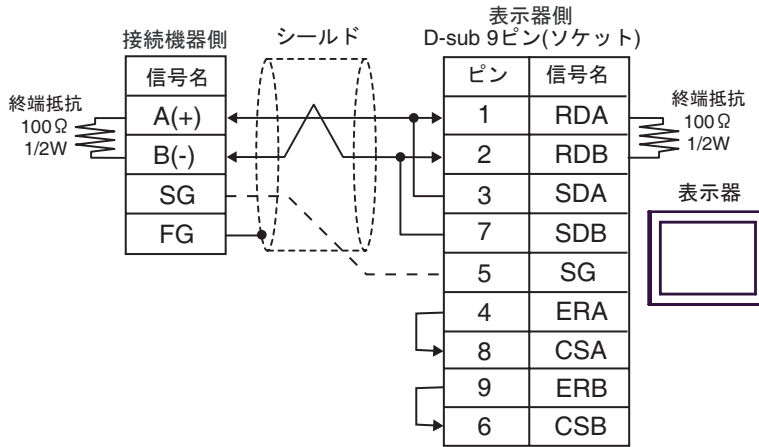 表示器側
D-sub 9ピン(ソケット)
接続機器側
シールド
信号名
A(+)
B(-)
SG
FG
終端抵抗
100Ω
1/2W
ピン 信号名
1 RDA
2 RDB
3 SDA
7 SDB
5 SG
4 ERA
8 CSA
9 ERB
6 CSB
終端抵抗
100Ω
1/2W
表示器